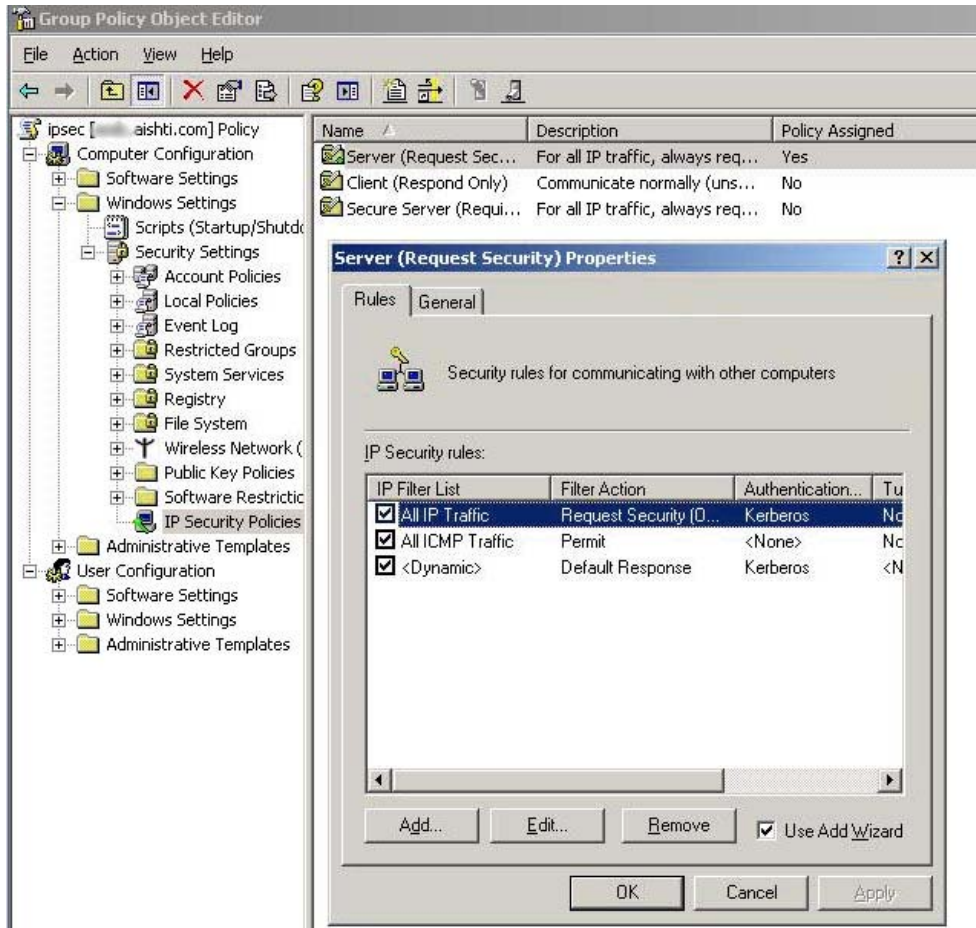 Group Policy Object Editor
File Action View Help
ipsec [ aishti.com] Policy
Computer Configuration
Software Settings
Windows Settings
Scripts (Startup/Shutdo
Security Settings
Account Policies
Local Policies
Event Log
Restricted Groups
System Services
Registry
File System
Wireless Network (
Public Key Policies
Software Restrictic
IP Security Policies
Administrative Templates
User Configuration
Software Settings
Windows Settings
Administrative Templates
Name Description Policy Assigned
Server (Request Sec... For all IP traffic, always req... Yes
Client (Respond Only) Communicate normally (uns... No
Secure Server (Requi... For all IP traffic, always req... No
Server (Request Security) Properties
Rules General
Security rules for communicating with other computers
IP Security rules:
IP Filter List Filter Action Authentication... Tu
All IP Traffic Request Security (O... Kerberos No
All ICMP Traffic Permit <None> No
<Dynamic> Default Response Kerberos <N
Add... Edit... Remove Use Add Wizard
OK Cancel Apply